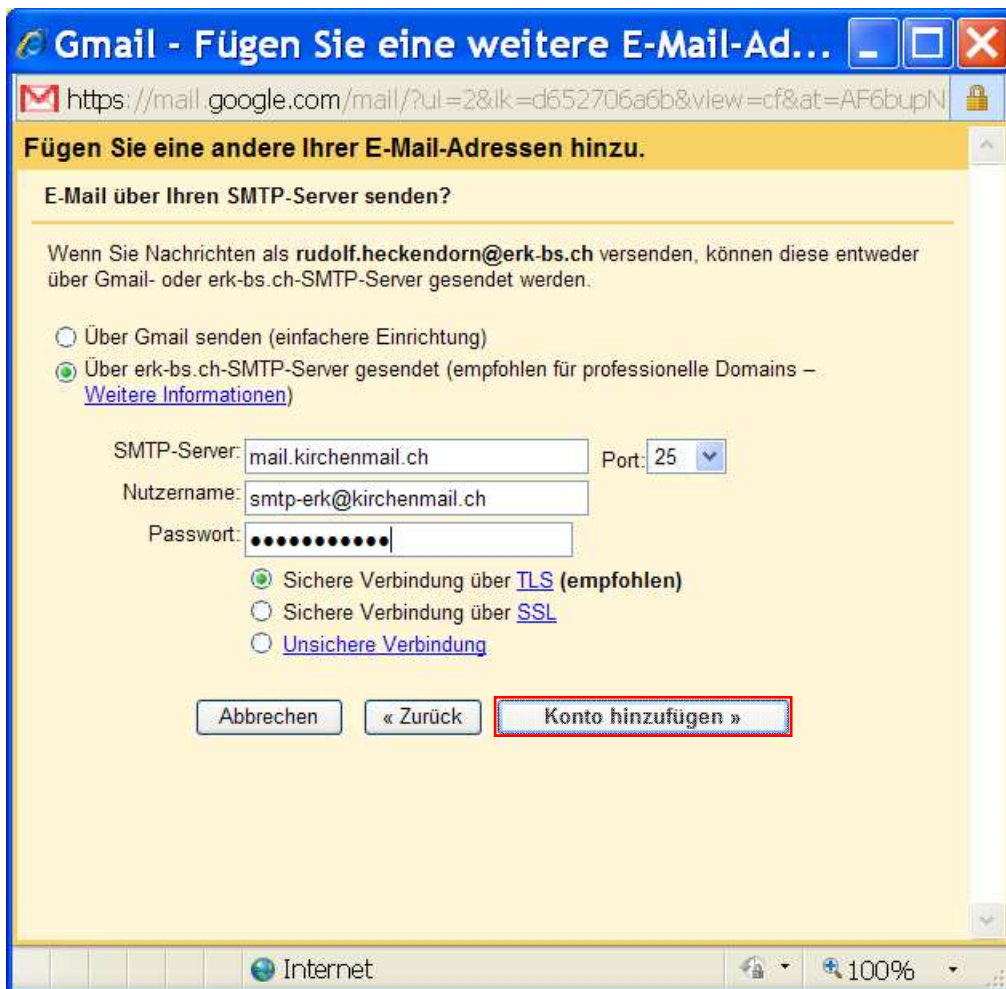 Gmail - Fügen Sie eine weitere E-Mail-Ad...
https://mail.google.com/mail/?ui=2&ik=d652706a6b&view=cf&at=AF6bupN
Fügen Sie eine andere Ihrer E-Mail-Adressen hinzu.
E-Mail über Ihren SMTP-Server senden?
Wenn Sie Nachrichten als rudolf.heckendorn@erk-bs.ch versenden, können diese entweder
über Gmail- oder erk-bs.ch-SMTP-Server gesendet werden.
Über Gmail senden (einfachere Einrichtung)
Über erk-bs.ch-SMTP-Server gesendet (empfohlen für professionelle Domains –
Weitere Informationen)
SMTP-Server: mail.kirchenmail.ch Port: 25
Nutzername: smtp-erk@kirchenmail.ch
Passwort: ●●●●●●●●●●●
Sichere Verbindung über TLS (empfohlen)
Sichere Verbindung über SSL
Unsichere Verbindung
Abbrechen « Zurück Konto hinzufügen »
Internet 100%